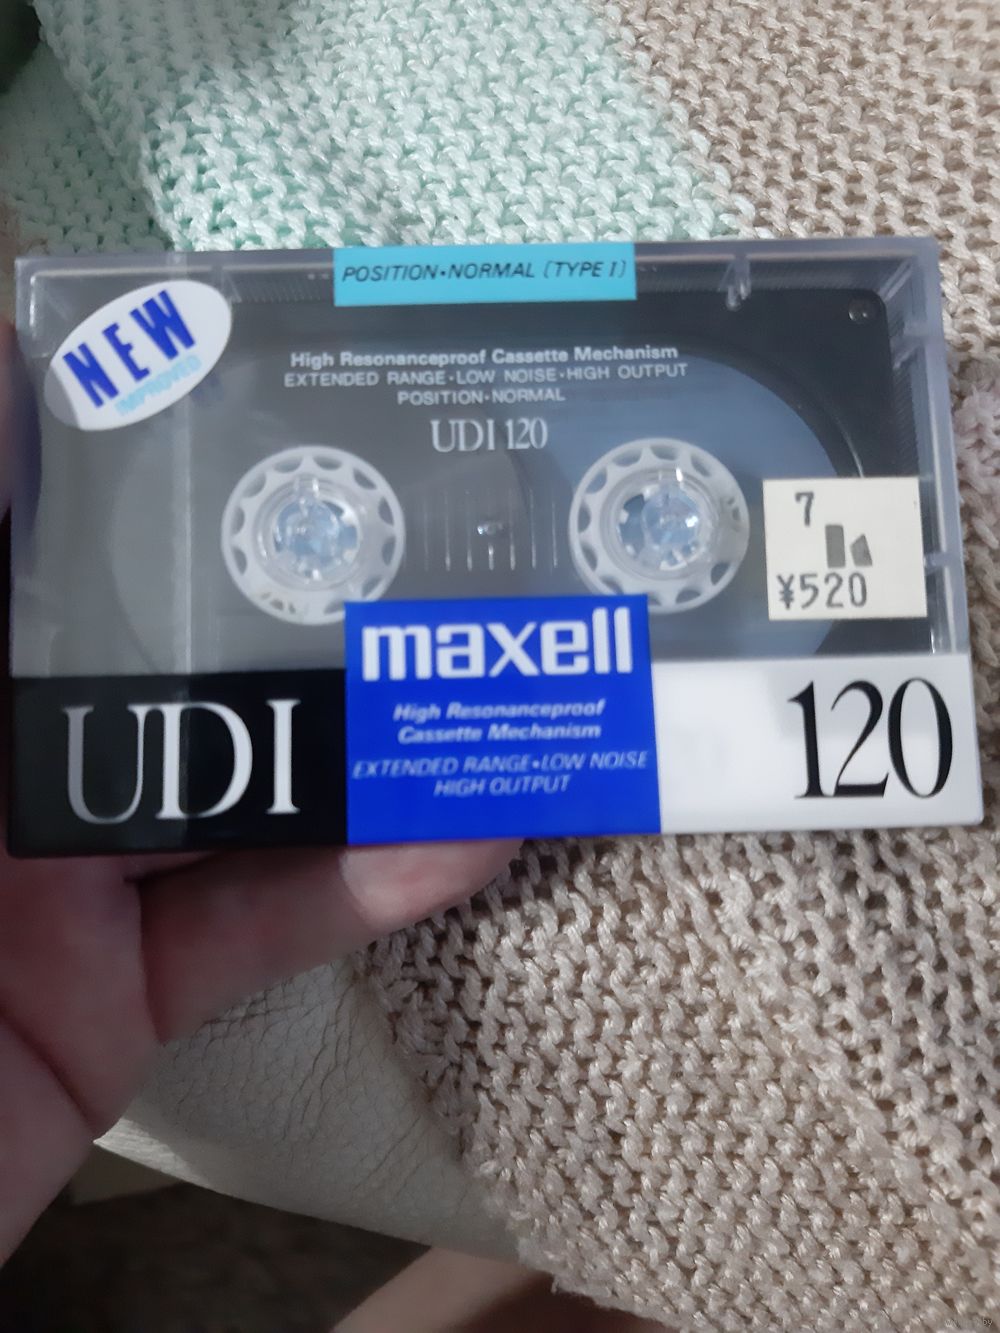 POSITION•NORMAL (TYPE I)
NEW
IMPROVED
High Resonanceproof Cassette Mechanism
EXTENDED RANGE•LOW NOISE•HIGH OUTPUT
POSITION•NORMAL
UDI 120
7
¥520
maxell
High Resonanceproof
Cassette Mechanism
EXTENDED RANGE•LOW NOISE
HIGH OUTPUT
UDI
120